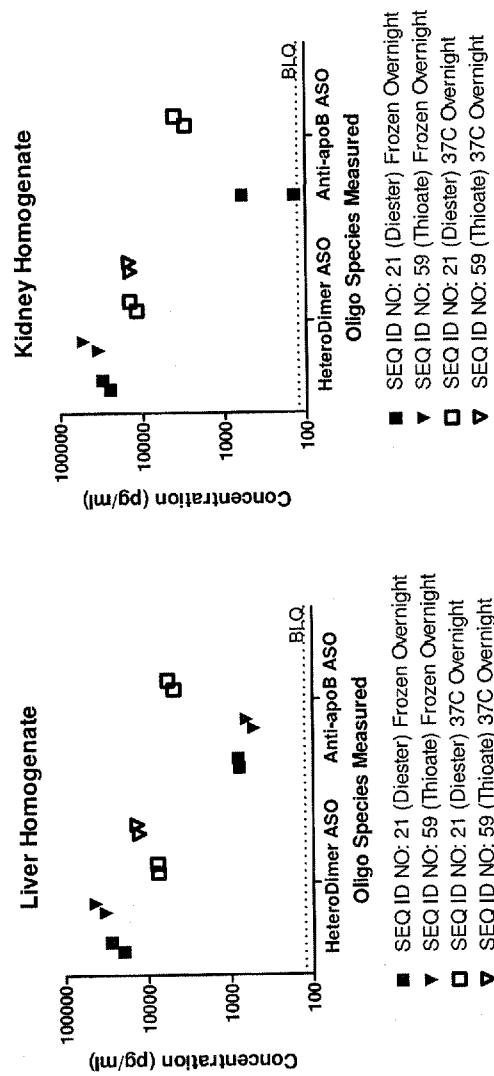 Liver Homogenate
Concentration (pg/ml)
100000
10000
1000
100
BLQ
HeteroDimer ASO
Anti-apoB ASO
Oligo Species Measured
SEQ ID NO: 21 (Diester) Frozen Overnight
SEQ ID NO: 59 (Thioate) Frozen Overnight
SEQ ID NO: 21 (Diester) 37C Overnight
SEQ ID NO: 59 (Thioate) 37C Overnight
Kidney Homogenate
Concentration (pg/ml)
100000
10000
1000
100
BLQ
HeteroDimer ASO
Anti-apoB ASO
Oligo Species Measured
SEQ ID NO: 21 (Diester) Frozen Overnight
SEQ ID NO: 59 (Thioate) Frozen Overnight
SEQ ID NO: 21 (Diester) 37C Overnight
SEQ ID NO: 59 (Thioate) 37C Overnight